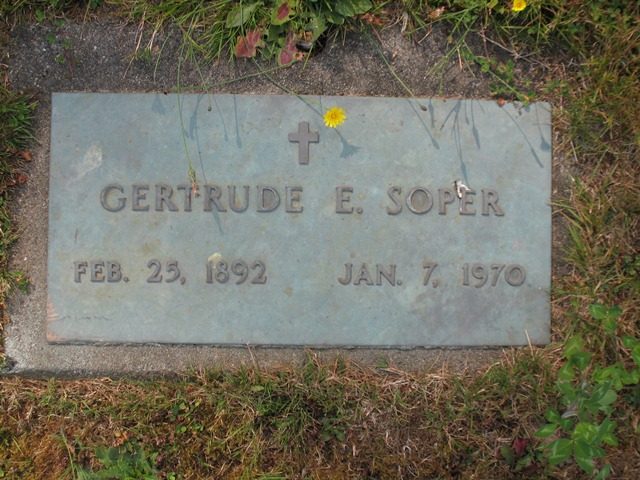 GERTRUDE E. SOPER
FEB. 25, 1892 JAN. 7, 1970